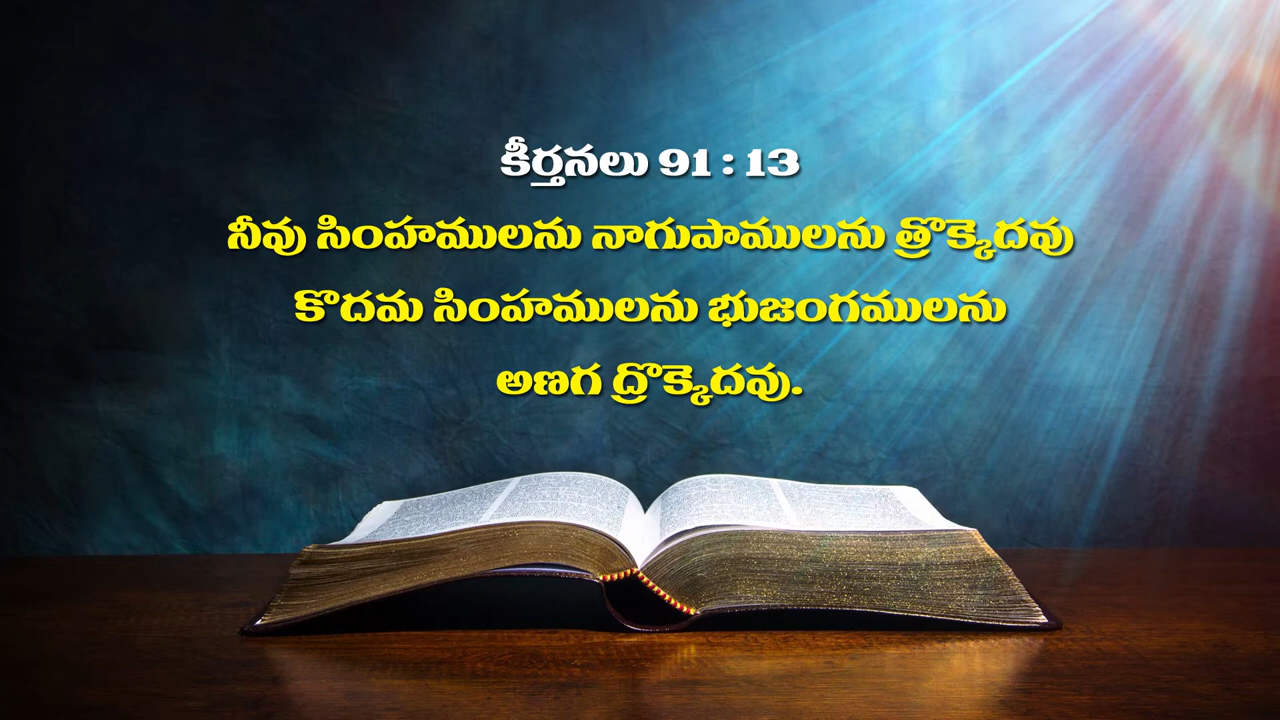 కీర్తనలు 91 : 13
నీవు సింహములను నాగుపాములను త్రొక్కెదవు
కొదమ సింహములను భుజంగములను
అణగ ద్రొక్కెదవు.